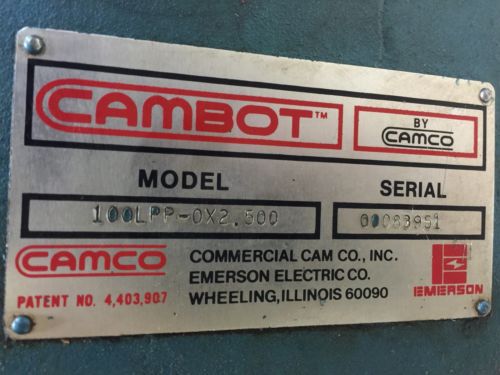 CAMBOT™
BY
CAMCO
MODEL
SERIAL
100LPP-0X2.500
00083951
CAMCO
COMMERCIAL CAM CO., INC.
EMERSON ELECTRIC CO.
WHEELING, ILLINOIS 60090
PATENT NO. 4,403,907
EMERSON